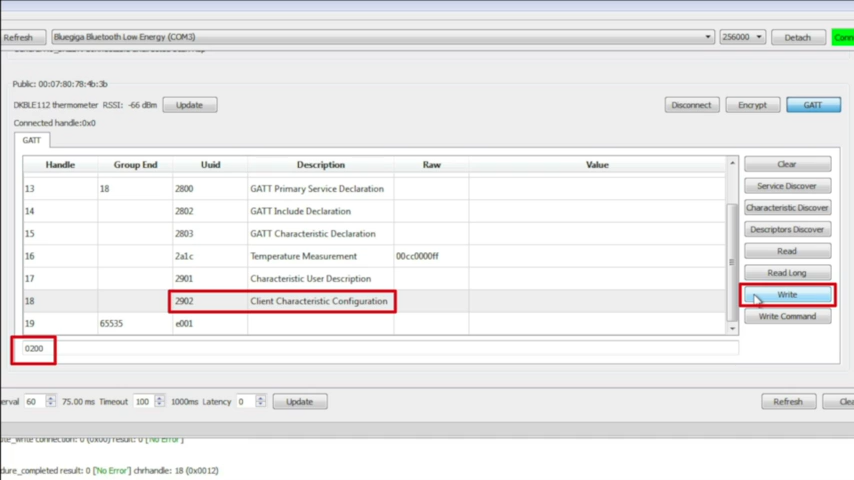 Refresh Bluegiga Bluetooth Low Energy (COM3) 256000 Detach
Public: 00:07:80:78:4b:3b
DKBLE112 thermometer RSSI: -66 dBm Update Disconnect Encrypt GATT
Connected handle:0x0
GATT
Handle Group End Uuid Description Raw Value Clear
13 18 2800 GATT Primary Service Declaration Service Discover
14 2802 GATT Include Declaration Characteristic Discover
15 2803 GATT Characteristic Declaration Descriptors Discover
16 2a1c Temperature Measurement 00cc0000ff Read
17 2901 Characteristic User Description Read Long
18 2902 Client Characteristic Configuration Write
19 65535 e001 Write Command
0200
erval 60 75.00 ms Timeout 100 1000ms Latency 0 Update Refresh Clea
ute_write connection: 0 (0x00) result: 0 ['No Error']
dure_completed result: 0 ['No Error'] chrhandle: 18 (0x0012)